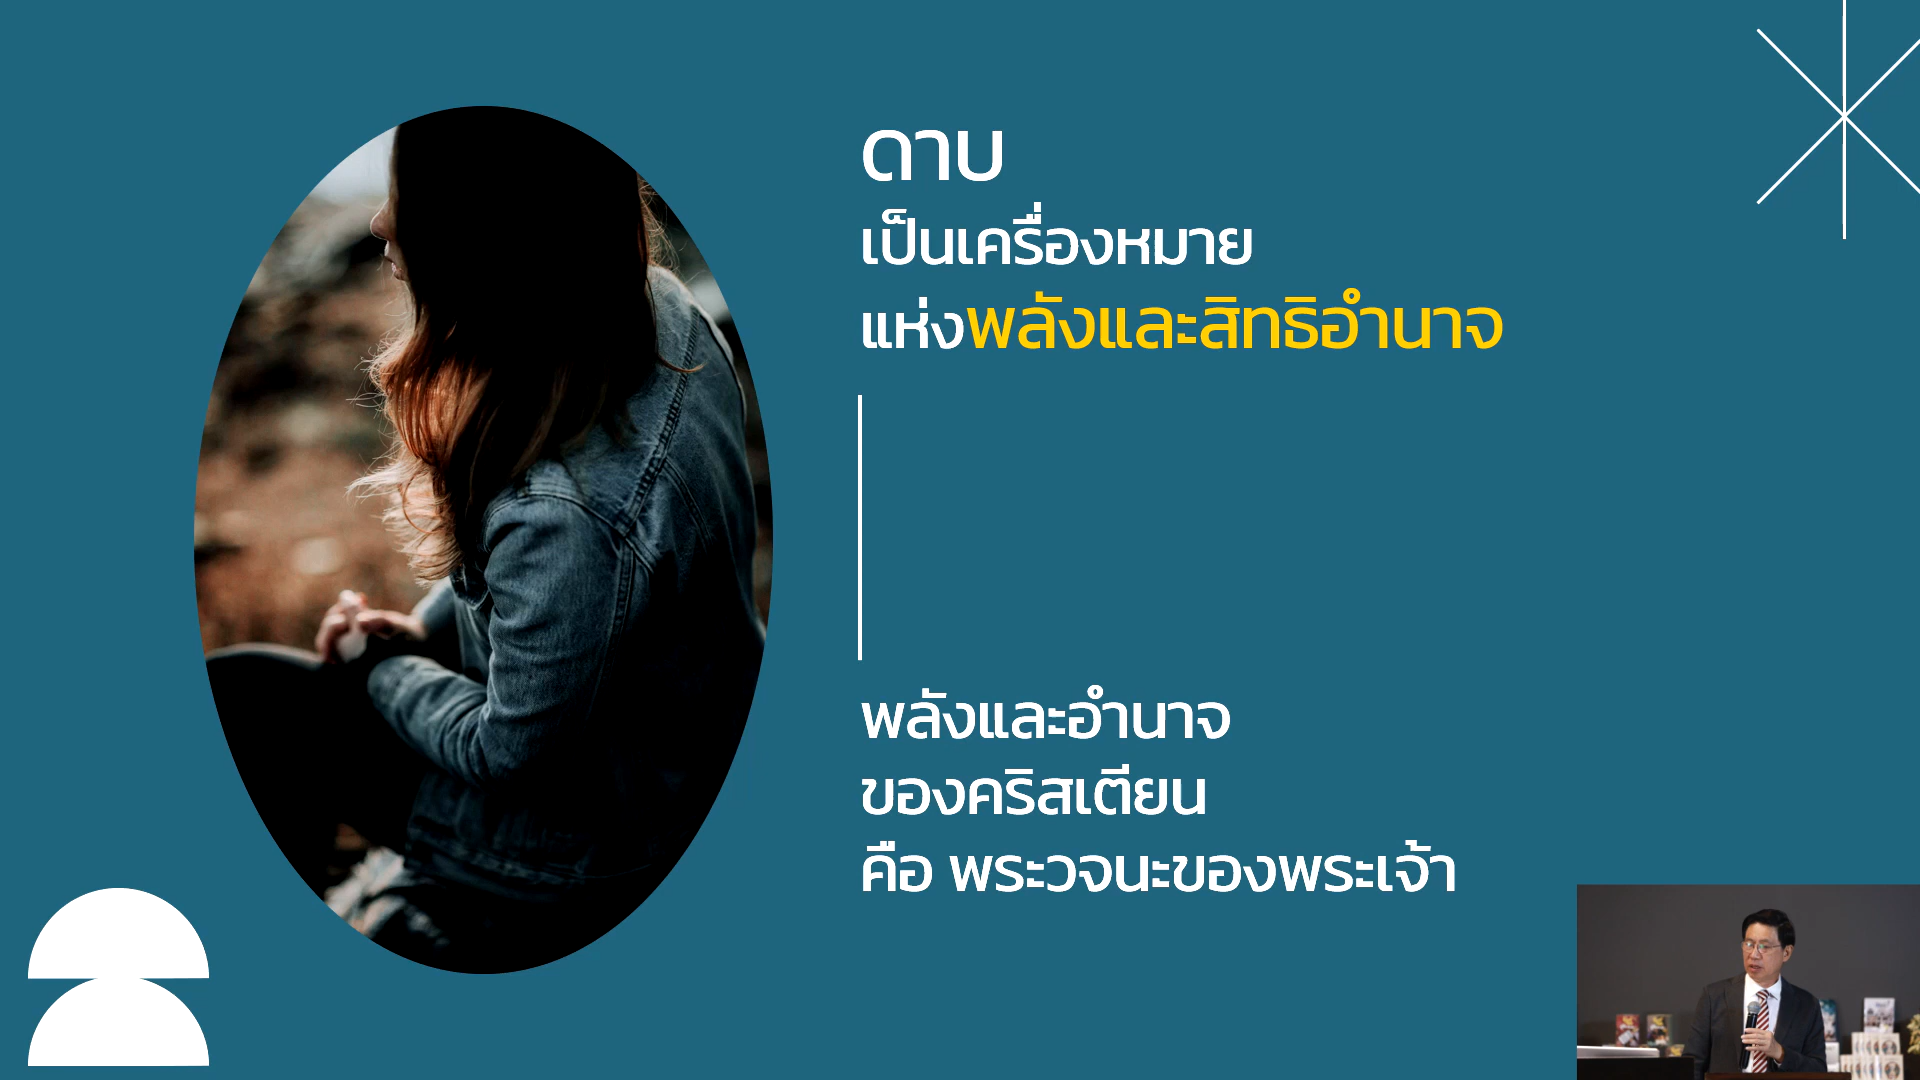 ดาบ
เป็นเครื่องหมาย
แห่งพลังและสิทธิอำนาจ
พลังและอำนาจ
ของคริสเตียน
คือ พระวจนะของพระเจ้า